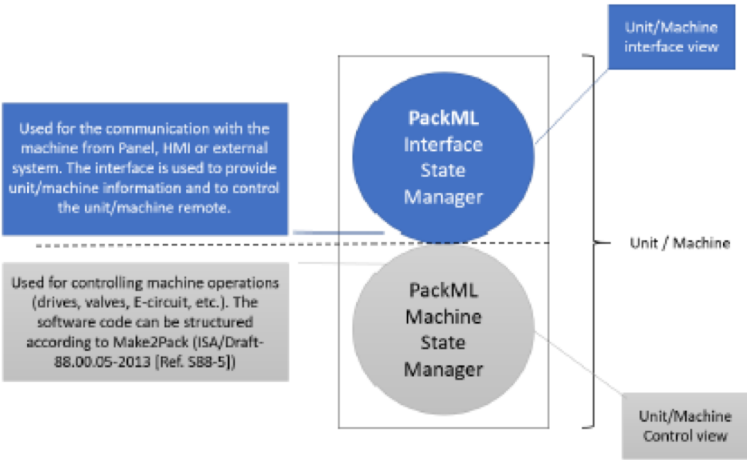 Unit/Machine
interface view
PackML
Interface
State
Manager
Used for the communication with the
machine from Panel, HMI or external
system. The interface is used to provide
unit/machine information and to control
the unit/machine remote.
Unit / Machine
Used for controlling machine operations
(drives, valves, E-circuit, etc.). The
software code can be structured
according to Make2Pack (ISA/Draft-
88.00.05-2013 [Ref. S88-5])
PackML
Machine
State
Manager
Unit/Machine
Control view